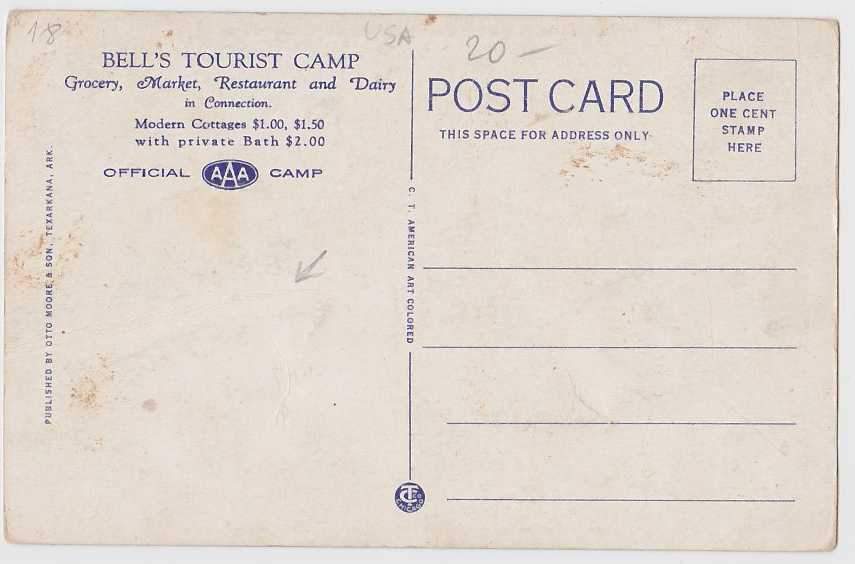 18
USA
20 —
BELL'S TOURIST CAMP
Grocery, Market, Restaurant and Dairy
in Connection.
Modern Cottages $1.00, $1.50
with private Bath $2.00
OFFICIAL AAA CAMP
PUBLISHED BY OTTO MOORE & SON, TEXARKANA, ARK.
C. T. AMERICAN ART COLORED
POST CARD
THIS SPACE FOR ADDRESS ONLY
PLACE
ONE CENT
STAMP
HERE
CHICAGO